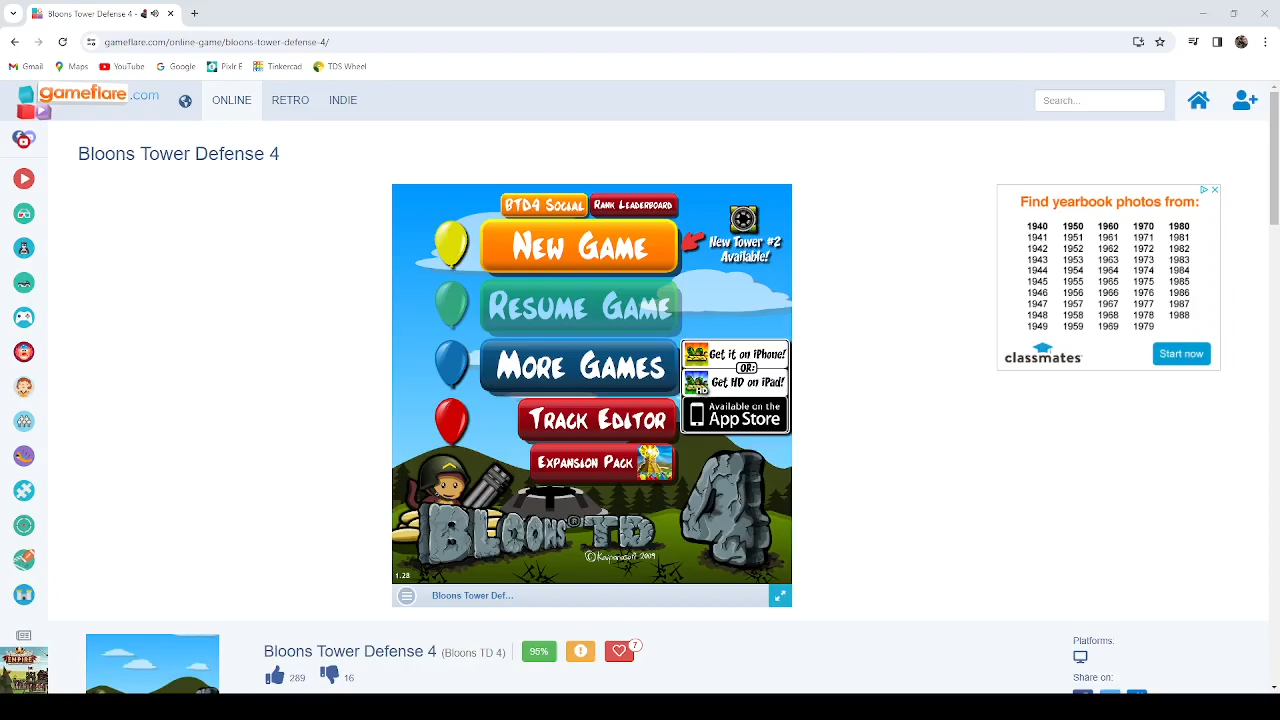 Bloons Tower Defense 4 -
gameflare.com/online-game/bloons-tower-defense-4/
Gmail Maps YouTube Google Pixlr E Tinkercad TDS Wheel
gameflare.com ONLINE RETRO INDIE Search...
Bloons Tower Defense 4
BTD4 Social Rank Leaderboard
New Game
New Tower #2
Available!
Resume Game
More Games
Get it on iPhone!
OR:
Get HD on iPad!
HD
Available on the
App Store
Track Editor
Expansion Pack
Bloons® TD 4
©Kaiparasoft 2009
1.28
Bloons Tower Def...
Find yearbook photos from:
1940 1950 1960 1970 1980
1941 1951 1961 1971 1981
1942 1952 1962 1972 1982
1943 1953 1963 1973 1983
1944 1954 1964 1974 1984
1945 1955 1965 1975 1985
1946 1956 1966 1976 1986
1947 1957 1967 1977 1987
1948 1958 1968 1978 1988
1949 1959 1969 1979
classmates Start now
Bloons Tower Defense 4 (Bloons TD 4) 95% 7
289 16
Platforms:
Share on:
EMPIRE